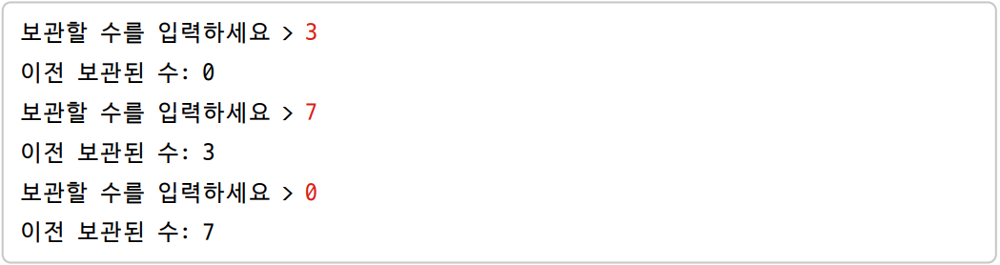 보관할 수를 입력하세요 > 3
이전 보관된 수: 0
보관할 수를 입력하세요 > 7
이전 보관된 수: 3
보관할 수를 입력하세요 > 0
이전 보관된 수: 7